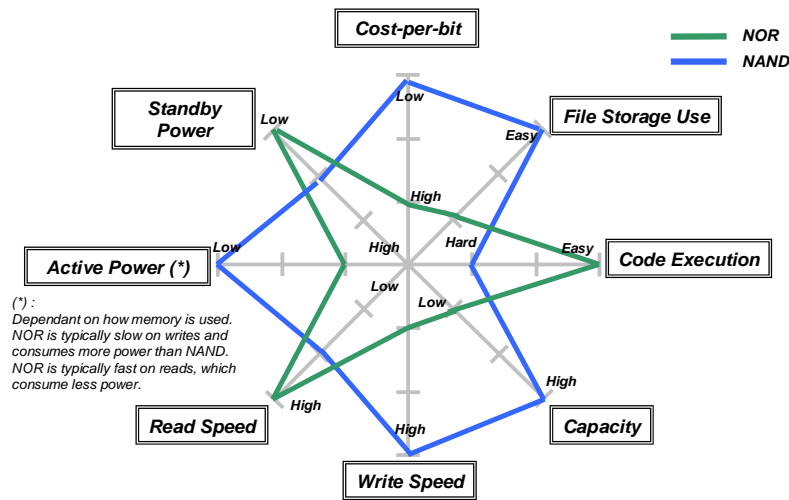 Cost-per-bit
NOR
NAND
Standby
Power
Low
Low
File Storage Use
Easy
High
Active Power (*)
Low
High
Hard
Easy
Code Execution
Low
Low
(*) :
Dependant on how memory is used.
NOR is typically slow on writes and
consumes more power than NAND.
NOR is typically fast on reads, which
consume less power.
Read Speed
High
High
Write Speed
High
Capacity